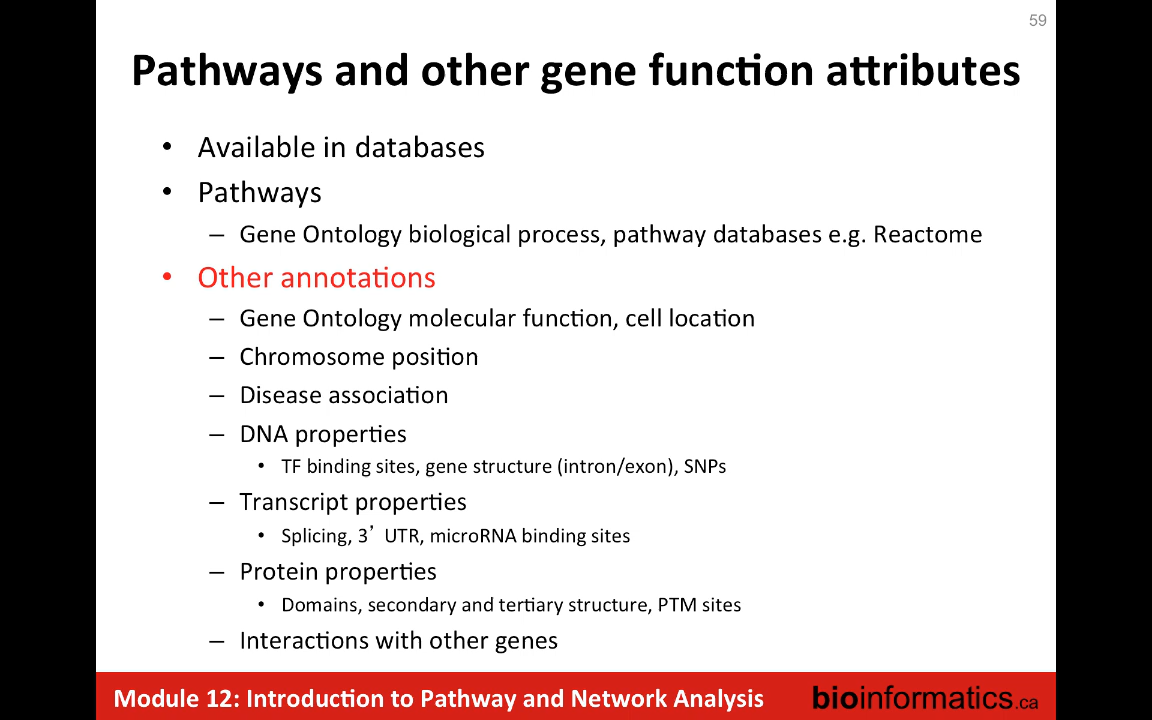 59
Pathways and other gene function attributes
• Available in databases
• Pathways
– Gene Ontology biological process, pathway databases e.g. Reactome
• Other annotations
– Gene Ontology molecular function, cell location
– Chromosome position
– Disease association
– DNA properties
• TF binding sites, gene structure (intron/exon), SNPs
– Transcript properties
• Splicing, 3’ UTR, microRNA binding sites
– Protein properties
• Domains, secondary and tertiary structure, PTM sites
– Interactions with other genes
Module 12: Introduction to Pathway and Network Analysis bioinformatics.ca